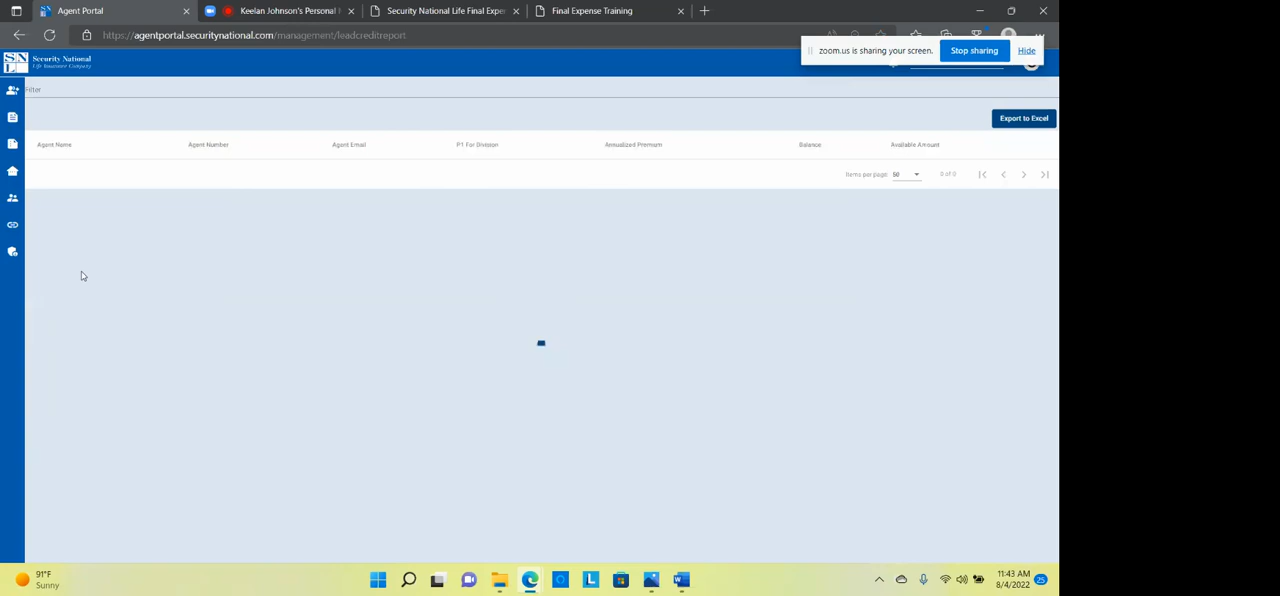 Agent Portal
Keelan Johnson's Personal
Security National Life Final Exper
Final Expense Training
https://agentportal.securitynational.com/management/leadcreditreport
zoom.us is sharing your screen.
Stop sharing
Hide
SNL
Security National
Life Insurance Company
Filter
Export to Excel
Agent Name
Agent Number
Agent Email
P1 For Division
Annualized Premium
Balance
Available Amount
Items per page:
50
0 of 0
91°F
Sunny
11:43 AM
8/4/2022
25